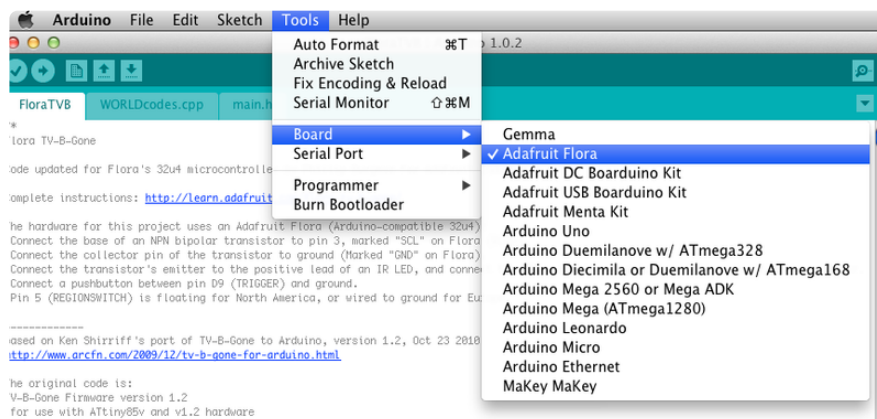 Arduino File Edit Sketch Tools Help
1.0.2
Auto Format ⌘T
Archive Sketch
Fix Encoding & Reload
Serial Monitor ⇧⌘M
Board
Serial Port
Programmer
Burn Bootloader
Gemma
✓ Adafruit Flora
Adafruit DC Boarduino Kit
Adafruit USB Boarduino Kit
Adafruit Menta Kit
Arduino Uno
Arduino Duemilanove w/ ATmega328
Arduino Diecimila or Duemilanove w/ ATmega168
Arduino Mega 2560 or Mega ADK
Arduino Mega (ATmega1280)
Arduino Leonardo
Arduino Micro
Arduino Ethernet
MaKey MaKey
FloraTVB WORLDcodes.cpp main.h
/*
lora TV-B-Gone
ode updated for Flora's 32u4 microcontrolle
omplete instructions: http://learn.adafruit
he hardware for this project uses an Adafruit Flora (Arduino-compatible 32u4)
Connect the base of an NPN bipolar transistor to pin 3, marked "SCL" on Flora
Connect the collector pin of the transistor to ground (Marked "GND" on Flora)
Connect the transistor's emitter to the positive lead of an IR LED, and conne
Connect a pushbutton between pin D9 (TRIGGER) and ground.
Pin 5 (REGIONSWITCH) is floating for North America, or wired to ground for Eu
-------------
ased on Ken Shirriff's port of TV-B-Gone to Arduino, version 1.2, Oct 23 2010
http://www.arcfn.com/2009/12/tv-b-gone-for-arduino.html
he original code is:
V-B-Gone Firmware version 1.2
for use with ATtiny85v and v1.2 hardware